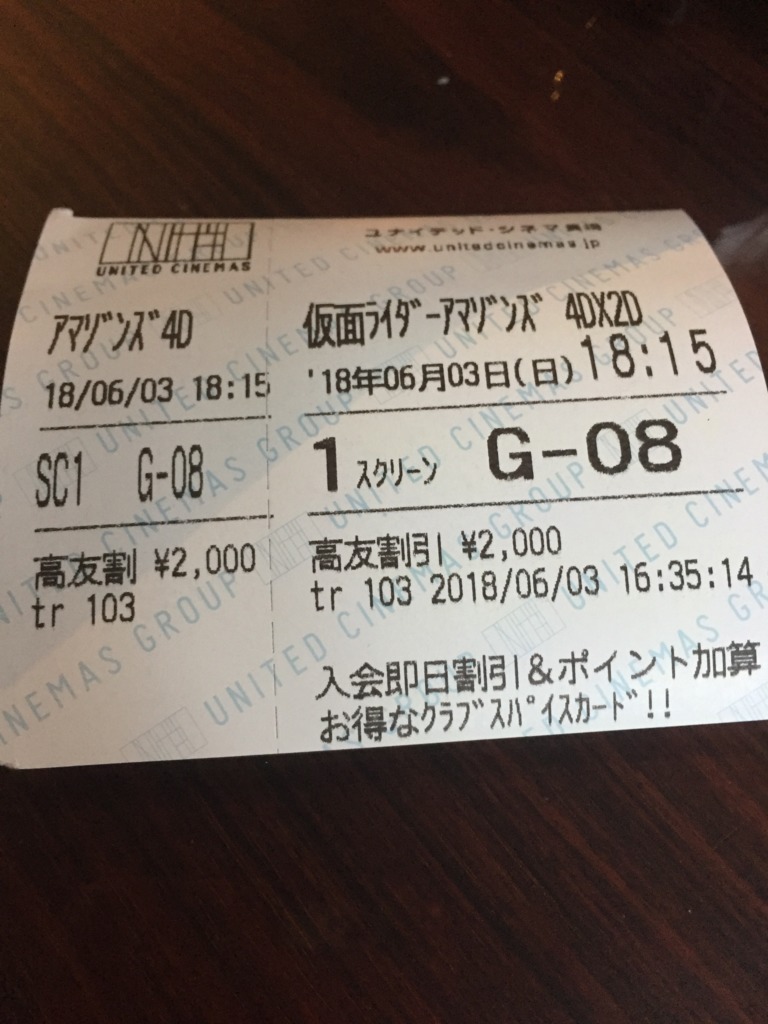 UNITED CINEMAS
アマゾンズ4D
18/06/03 18:15
SC1 G-08
高友割 ¥2,000
tr 103
ユナイテッド・シネマ
www.unitedcinemas.jp
仮面ライダーアマゾンズ 4DX2D
'18年06月03日(日) 18:15
1 スクリーン G-08
高友割引 ¥2,000
tr 103 2018/06/03 16:35:14
入会即日割引&ポイント加算
お得なクラブスパイスカード!!
UNITED CINEMAS GROUP